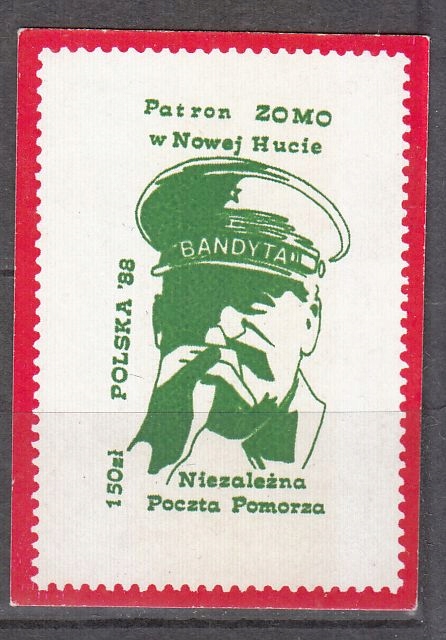 Patron ZOMO
w Nowej Hucie
BANDYTA
POLSKA '88
150zł
Niezależna
Poczta Pomorza